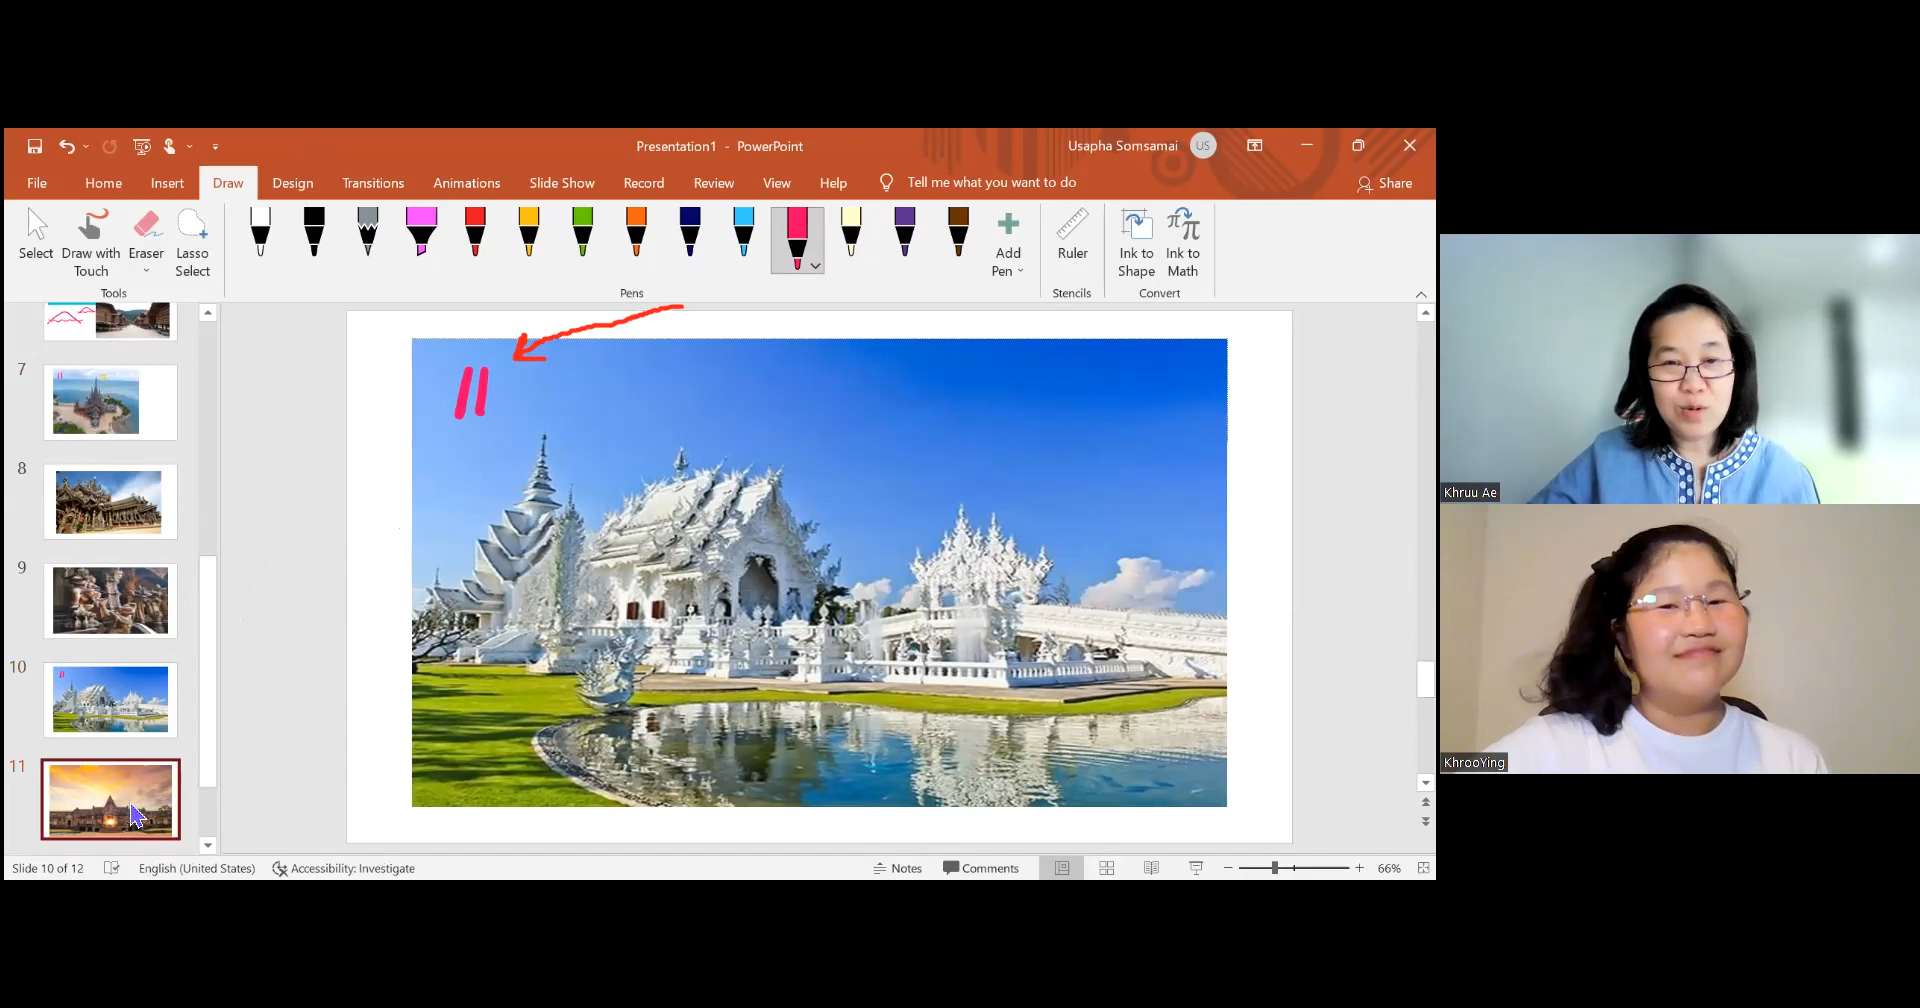 Presentation1 - PowerPoint
Usapha Somsamai US
File Home Insert Draw Design Transitions Animations Slide Show Record Review View Help Tell me what you want to do Share
Select
Draw with Touch
Eraser
Lasso Select
Add Pen
Ruler
Ink to Shape
Ink to Math
Tools Pens Stencils Convert
7
8
9
10
11
11
Khruu Ae
KhrooYing
Slide 10 of 12 English (United States) Accessibility: Investigate Notes Comments 66%